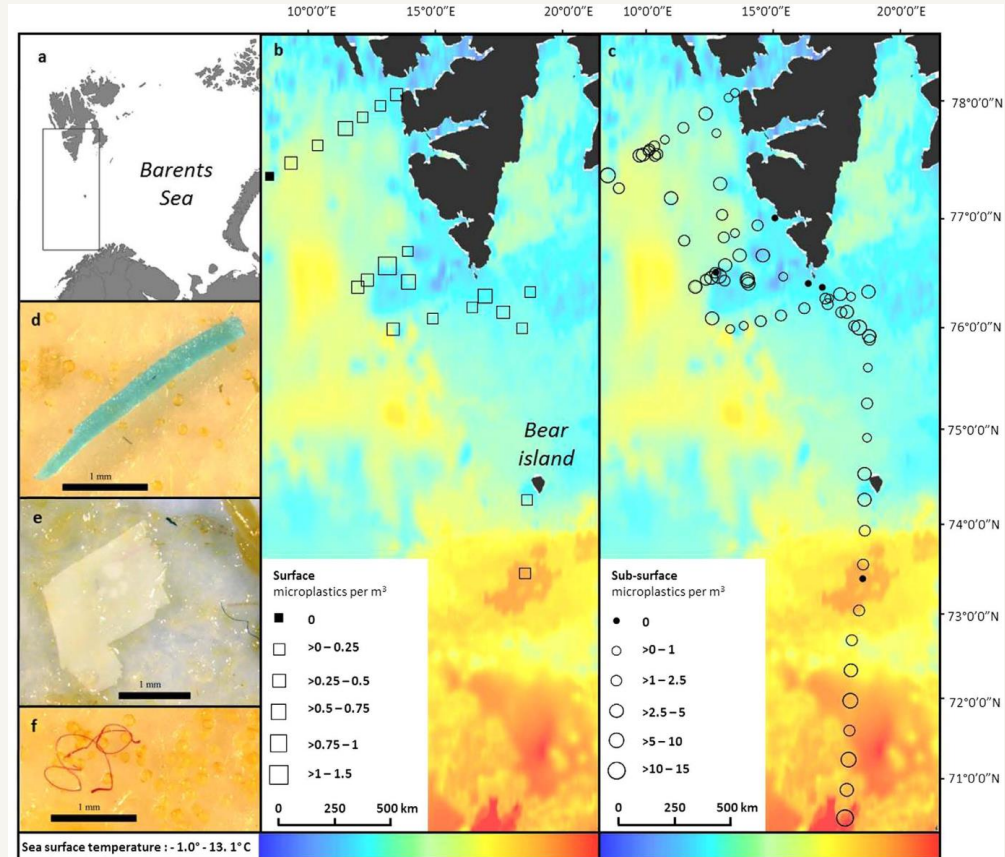 10°0'0"E 15°0'0"E 20°0'0"E 10°0'0"E 15°0'0"E 20°0'0"E
a
Barents
Sea
b
c
78°0'0"N
77°0'0"N
76°0'0"N
75°0'0"N
74°0'0"N
73°0'0"N
72°0'0"N
71°0'0"N
d
1 mm
e
1 mm
f
1 mm
Bear
island
Surface
microplastics per m³
0
>0 – 0.25
>0.25 – 0.5
>0.5 – 0.75
>0.75 – 1
>1 – 1.5
0 250 500 km
Sub-surface
microplastics per m³
0
>0 – 1
>1 – 2.5
>2.5 – 5
>5 – 10
>10 – 15
0 250 500 km
Sea surface temperature : - 1.0° - 13. 1° C